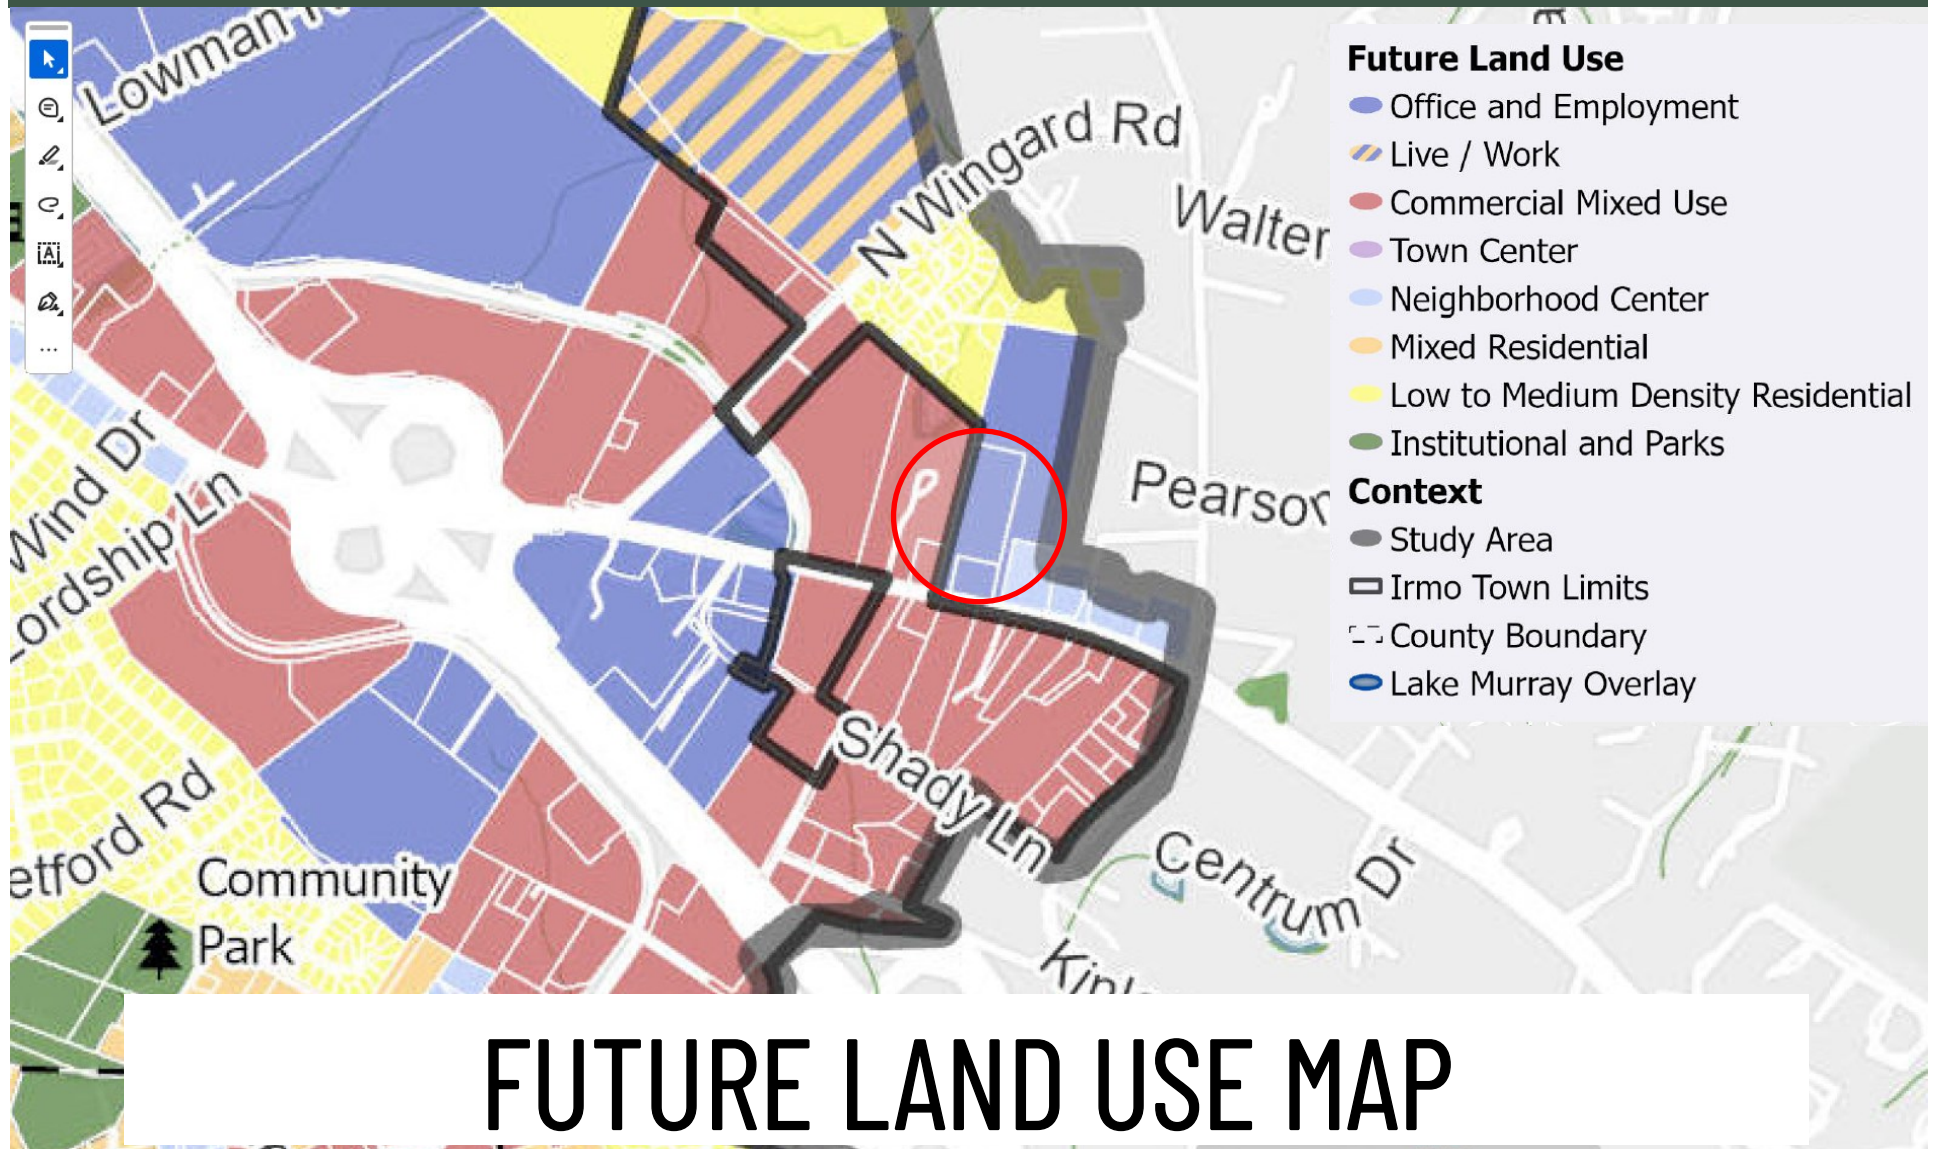 Lowman
N Wingard Rd
Walter
Future Land Use
Office and Employment
Live / Work
Commercial Mixed Use
Town Center
Neighborhood Center
Mixed Residential
Low to Medium Density Residential
Institutional and Parks
Context
Study Area
Irmo Town Limits
County Boundary
Lake Murray Overlay
Wind Dr
Lordship Ln
Pearson
etford Rd
Shady Ln
Centrum Dr
Community
Park
FUTURE LAND USE MAP